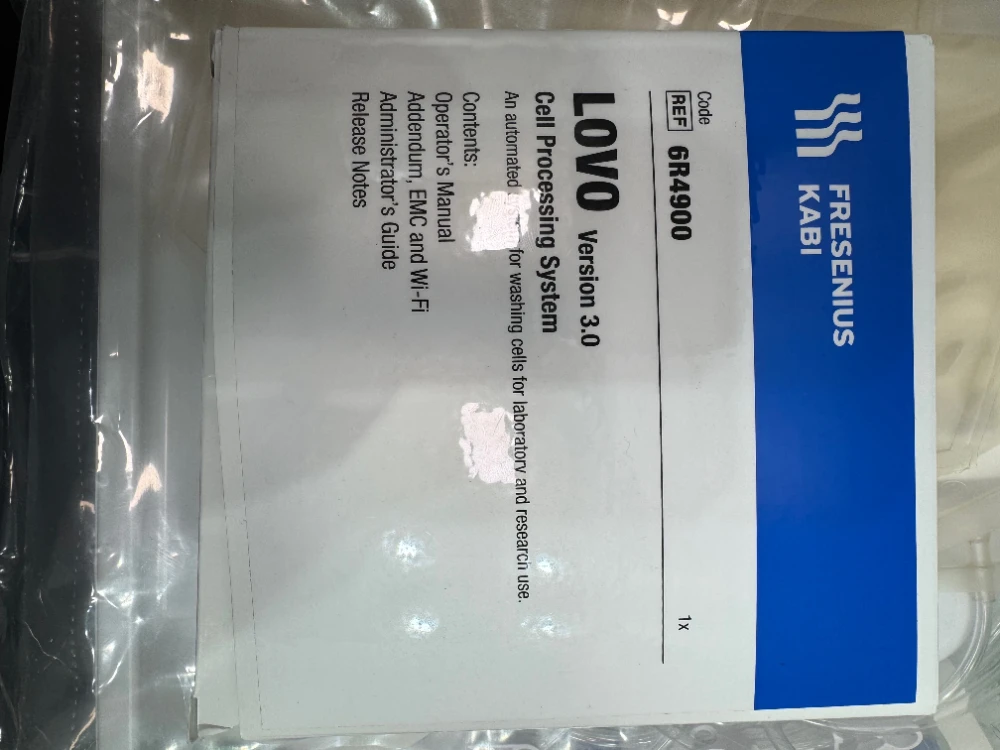 FRESENIUS
KABI
Code
REF 6R4900 1x
LOVO Version 3.0
Cell Processing System
An automated for washing cells for laboratory and research use.
Contents:
Operator's Manual
Addendum, EMC and Wi-Fi
Administrator's Guide
Release Notes